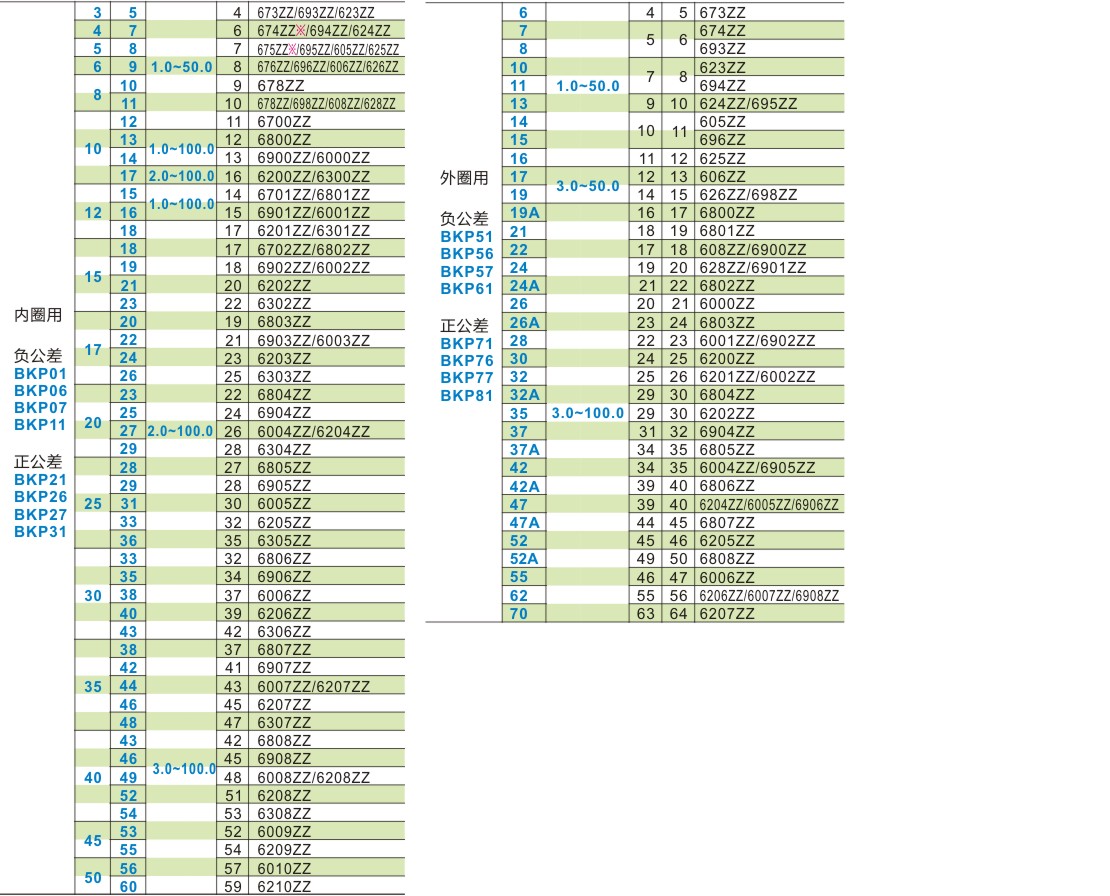 3 5 4 673ZZ/693ZZ/623ZZ
4 7 6 674ZZ※/694ZZ/624ZZ
5 8 7 675ZZ※/695ZZ/605ZZ/625ZZ
6 9 1.0~50.0 8 676ZZ/696ZZ/606ZZ/626ZZ
8 10 9 678ZZ
11 10 678ZZ/698ZZ/608ZZ/628ZZ
12 11 6700ZZ
10 13 1.0~100.0 12 6800ZZ
14 13 6900ZZ/6000ZZ
17 2.0~100.0 16 6200ZZ/6300ZZ
15 1.0~100.0 14 6701ZZ/6801ZZ
12 16 15 6901ZZ/6001ZZ
18 17 6201ZZ/6301ZZ
18 17 6702ZZ/6802ZZ
15 19 18 6902ZZ/6002ZZ
21 20 6202ZZ
23 22 6302ZZ
20 19 6803ZZ
17 22 21 6903ZZ/6003ZZ
24 23 6203ZZ
26 25 6303ZZ
23 22 6804ZZ
25 24 6904ZZ
20 27 2.0~100.0 26 6004ZZ/6204ZZ
29 28 6304ZZ
28 27 6805ZZ
29 28 6905ZZ
25 31 30 6005ZZ
33 32 6205ZZ
36 35 6305ZZ
33 32 6806ZZ
35 34 6906ZZ
30 38 37 6006ZZ
40 39 6206ZZ
43 42 6306ZZ
38 37 6807ZZ
42 41 6907ZZ
35 44 43 6007ZZ/6207ZZ
46 45 6207ZZ
48 47 6307ZZ
43 42 6808ZZ
46 45 6908ZZ
40 49 3.0~100.0 48 6008ZZ/6208ZZ
52 51 6208ZZ
54 53 6308ZZ
45 53 52 6009ZZ
55 54 6209ZZ
50 56 57 6010ZZ
60 59 6210ZZ
内圈用
负公差
BKP01
BKP06
BKP07
BKP11
正公差
BKP21
BKP26
BKP27
BKP31
6 4 5 673ZZ
7 5 6 674ZZ
8 693ZZ
10 7 8 623ZZ
11 1.0~50.0 694ZZ
13 9 10 624ZZ/695ZZ
14 10 11 605ZZ
15 696ZZ
16 11 12 625ZZ
17 3.0~50.0 12 13 606ZZ
19 14 15 626ZZ/698ZZ
19A 16 17 6800ZZ
21 18 19 6801ZZ
22 17 18 608ZZ/6900ZZ
24 19 20 628ZZ/6901ZZ
24A 21 22 6802ZZ
26 20 21 6000ZZ
26A 23 24 6803ZZ
28 22 23 6001ZZ/6902ZZ
30 24 25 6200ZZ
32 25 26 6201ZZ/6002ZZ
32A 29 30 6804ZZ
35 3.0~100.0 29 30 6202ZZ
37 31 32 6904ZZ
37A 34 35 6805ZZ
42 34 35 6004ZZ/6905ZZ
42A 39 40 6806ZZ
47 39 40 6204ZZ/6005ZZ/6906ZZ
47A 44 45 6807ZZ
52 45 46 6205ZZ
52A 49 50 6808ZZ
55 46 47 6006ZZ
62 55 56 6206ZZ/6007ZZ/6908ZZ
70 63 64 6207ZZ
外圈用
负公差
BKP51
BKP56
BKP57
BKP61
正公差
BKP71
BKP76
BKP77
BKP81